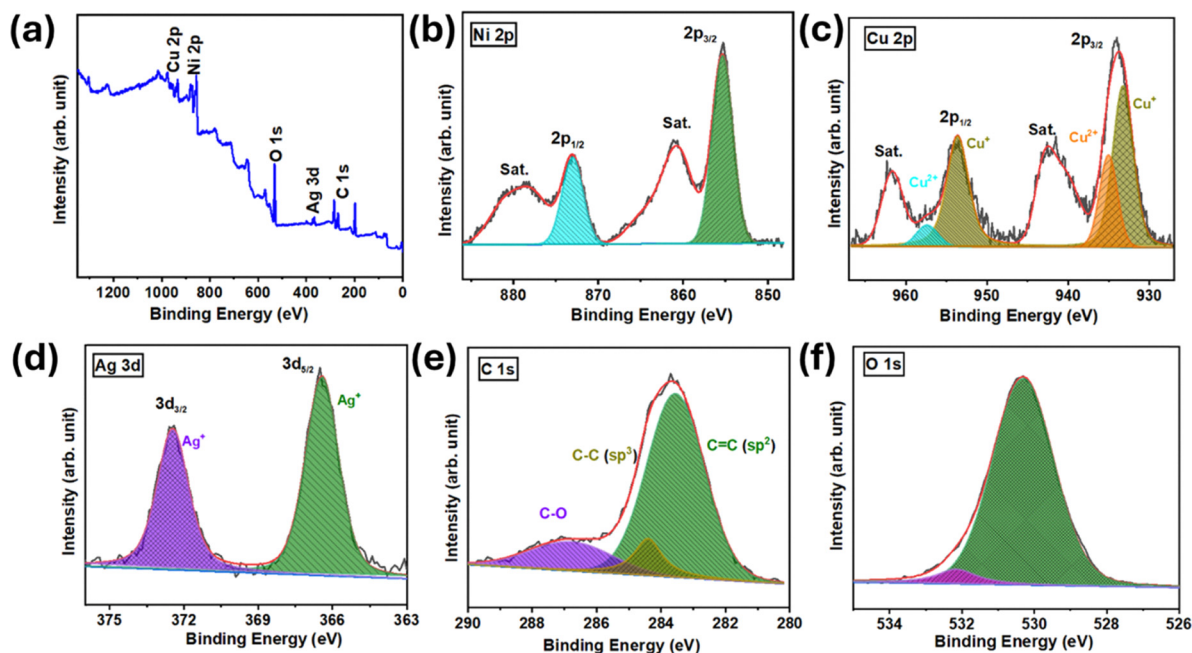 (a)
Cu 2p
Ni 2p
O 1s
Ag 3d
C 1s
Intensity (arb. unit)
1200 1000 800 600 400 200 0
Binding Energy (eV)
(b)
Ni 2p
2p3/2
2p1/2
Sat.
Sat.
Intensity (arb. unit)
880 870 860 850
Binding Energy (eV)
(c)
Cu 2p
2p3/2
Cu+
Cu2+
2p1/2
Cu+
Sat.
Sat.
Cu2+
Intensity (arb. unit)
960 950 940 930
Binding Energy (eV)
(d)
Ag 3d
3d5/2
Ag+
3d3/2
Ag+
Intensity (arb. unit)
375 372 369 366 363
Binding Energy (eV)
(e)
C 1s
C-C (sp3)
C=C (sp2)
C-O
Intensity (arb. unit)
290 288 286 284 282 280
Binding Energy (eV)
(f)
O 1s
Intensity (arb. unit)
534 532 530 528 526
Binding Energy (eV)